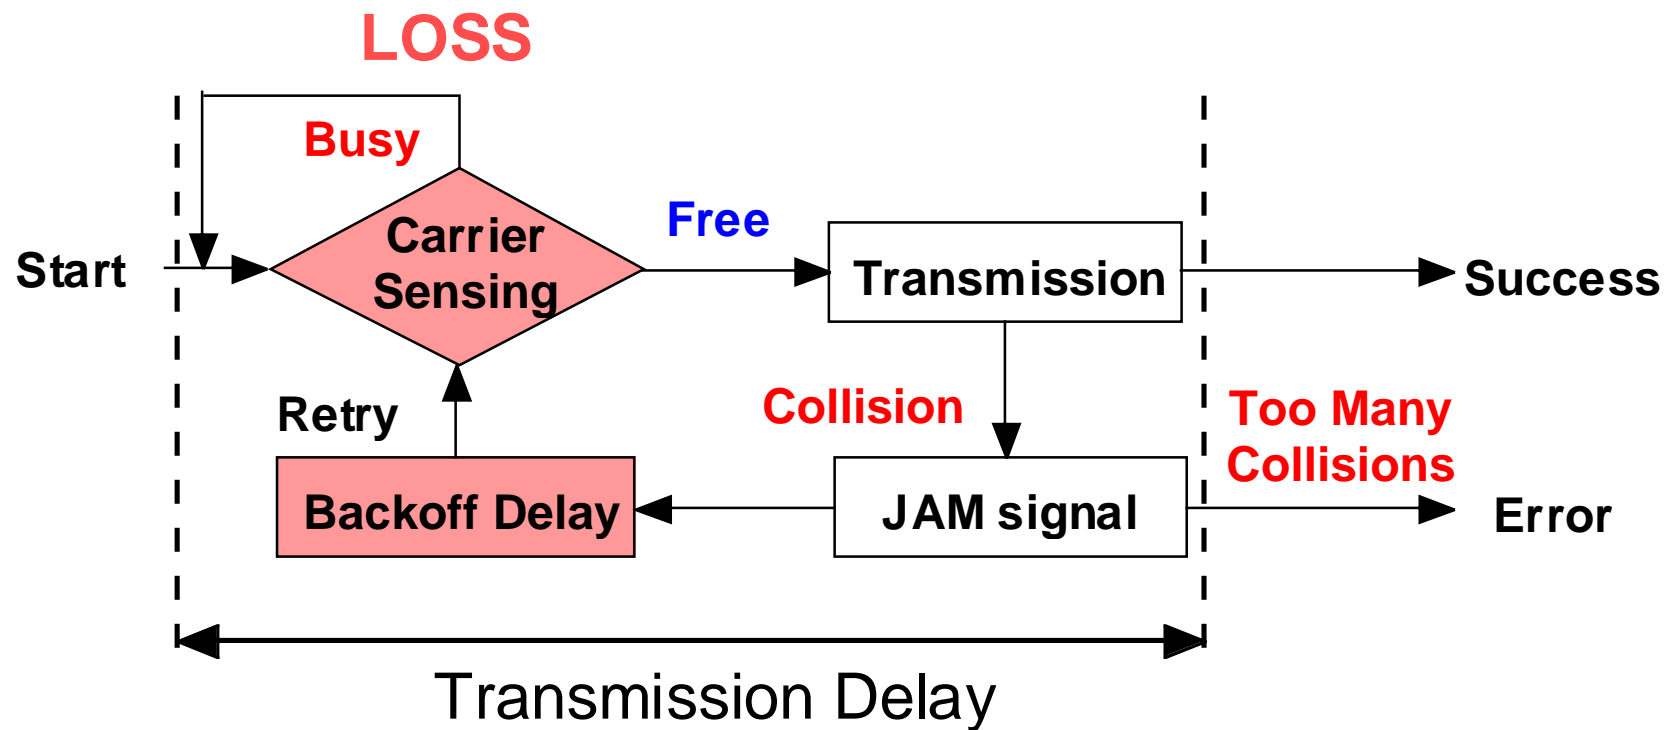 LOSS
Busy
Start
Carrier
Sensing
Free
Transmission
Success
Retry
Collision
Too Many
Collisions
Backoff Delay
JAM signal
Error
Transmission Delay